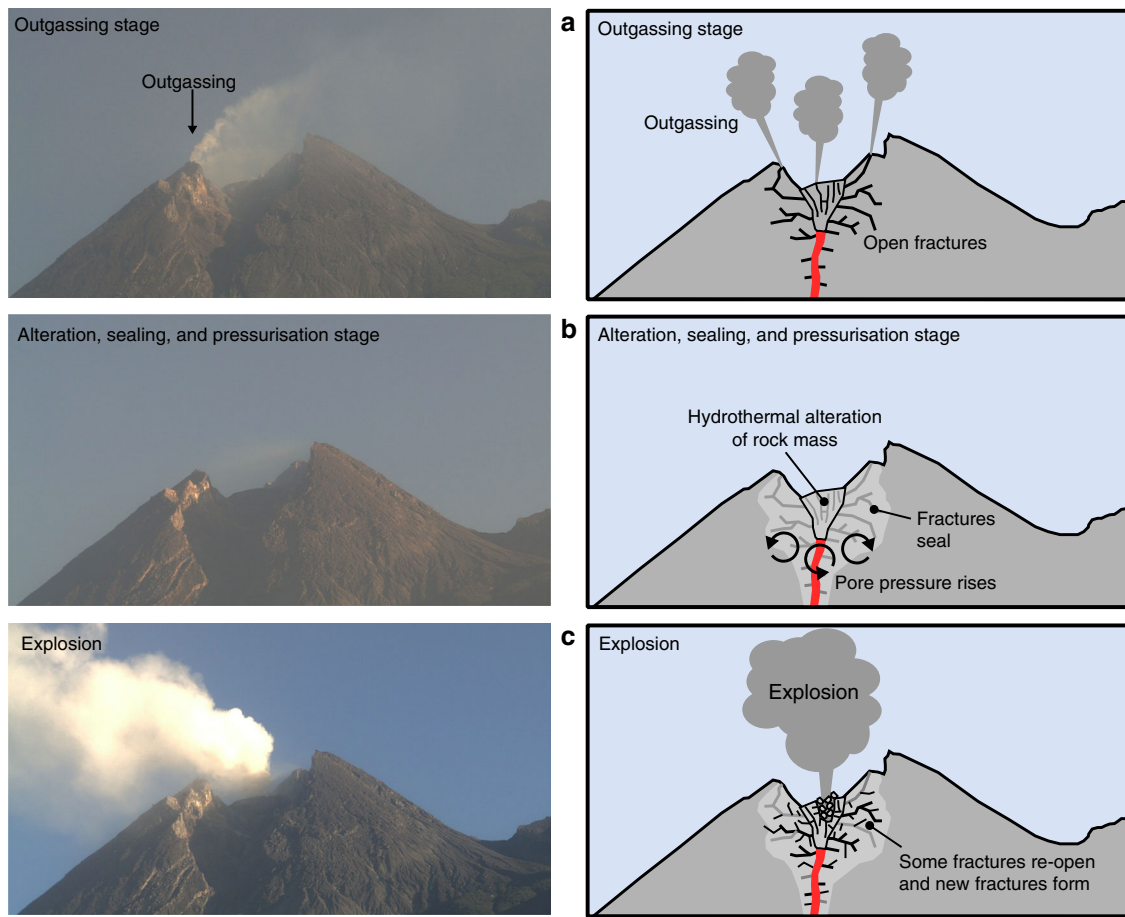 Outgassing stage
Outgassing
a
Outgassing stage
Outgassing
Open fractures
Alteration, sealing, and pressurisation stage
b
Alteration, sealing, and pressurisation stage
Hydrothermal alteration
of rock mass
Fractures
seal
Pore pressure rises
Explosion
c
Explosion
Explosion
Some fractures re-open
and new fractures form